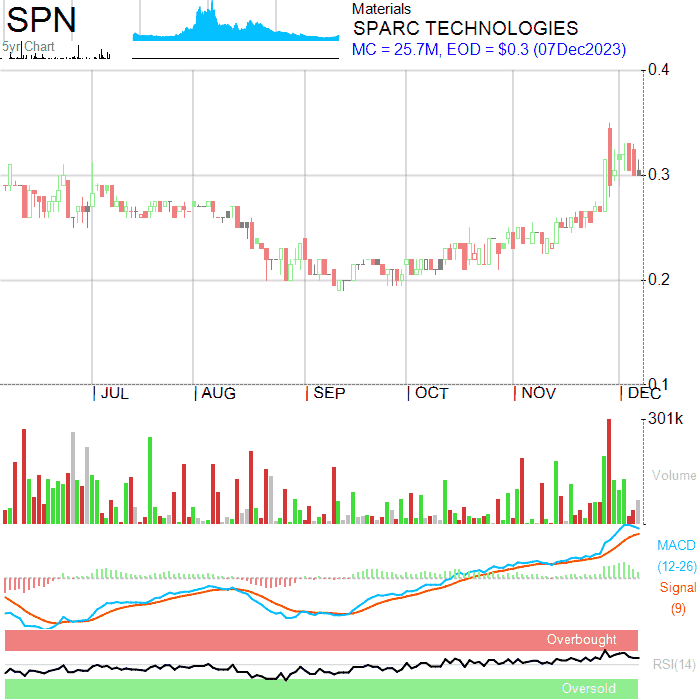 SPN
5yr Chart
Materials
SPARC TECHNOLOGIES
MC = 25.7M, EOD = $0.3 (07Dec2023)
0.4
0.3
0.2
0.1
JUL AUG SEP OCT NOV DEC
301k
Volume
MACD
(12-26)
Signal
(9)
Overbought
RSI(14)
Oversold